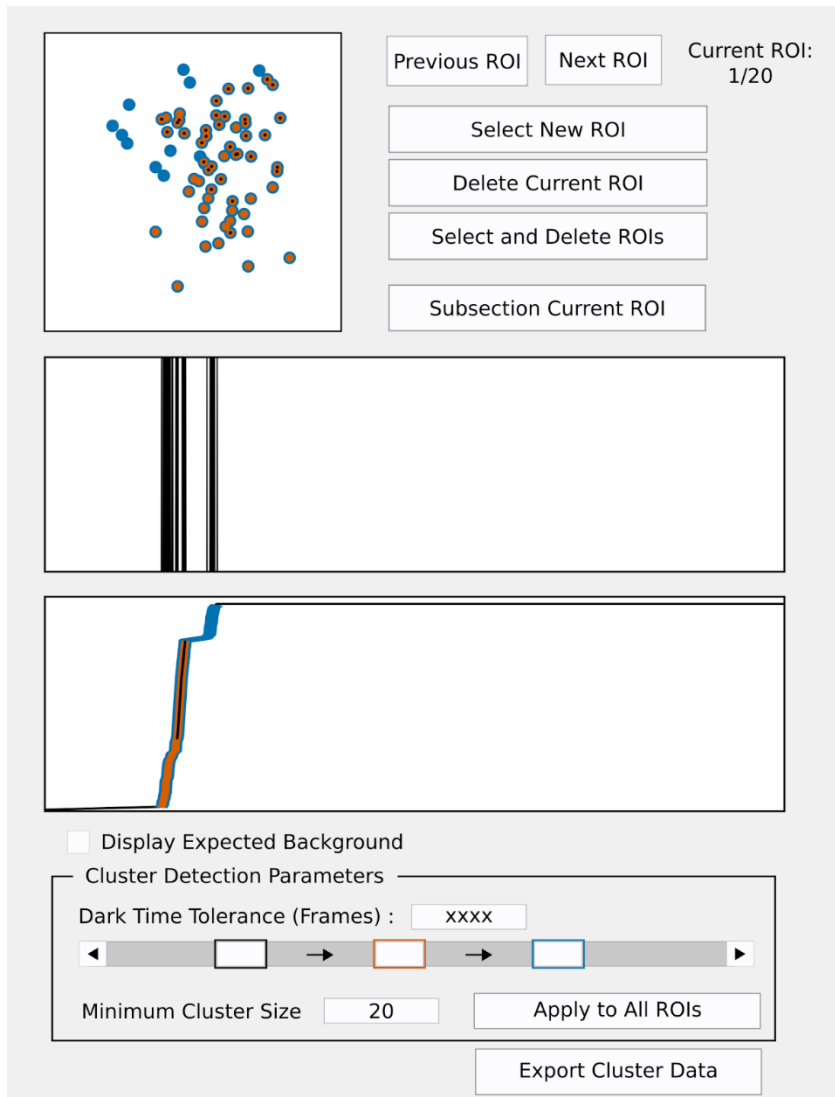 Previous ROI
Next ROI
Current ROI:
1/20
Select New ROI
Delete Current ROI
Select and Delete ROIs
Subsection Current ROI
Display Expected Background
Cluster Detection Parameters
Dark Time Tolerance (Frames) : xxxx
Minimum Cluster Size 20 Apply to All ROIs
Export Cluster Data